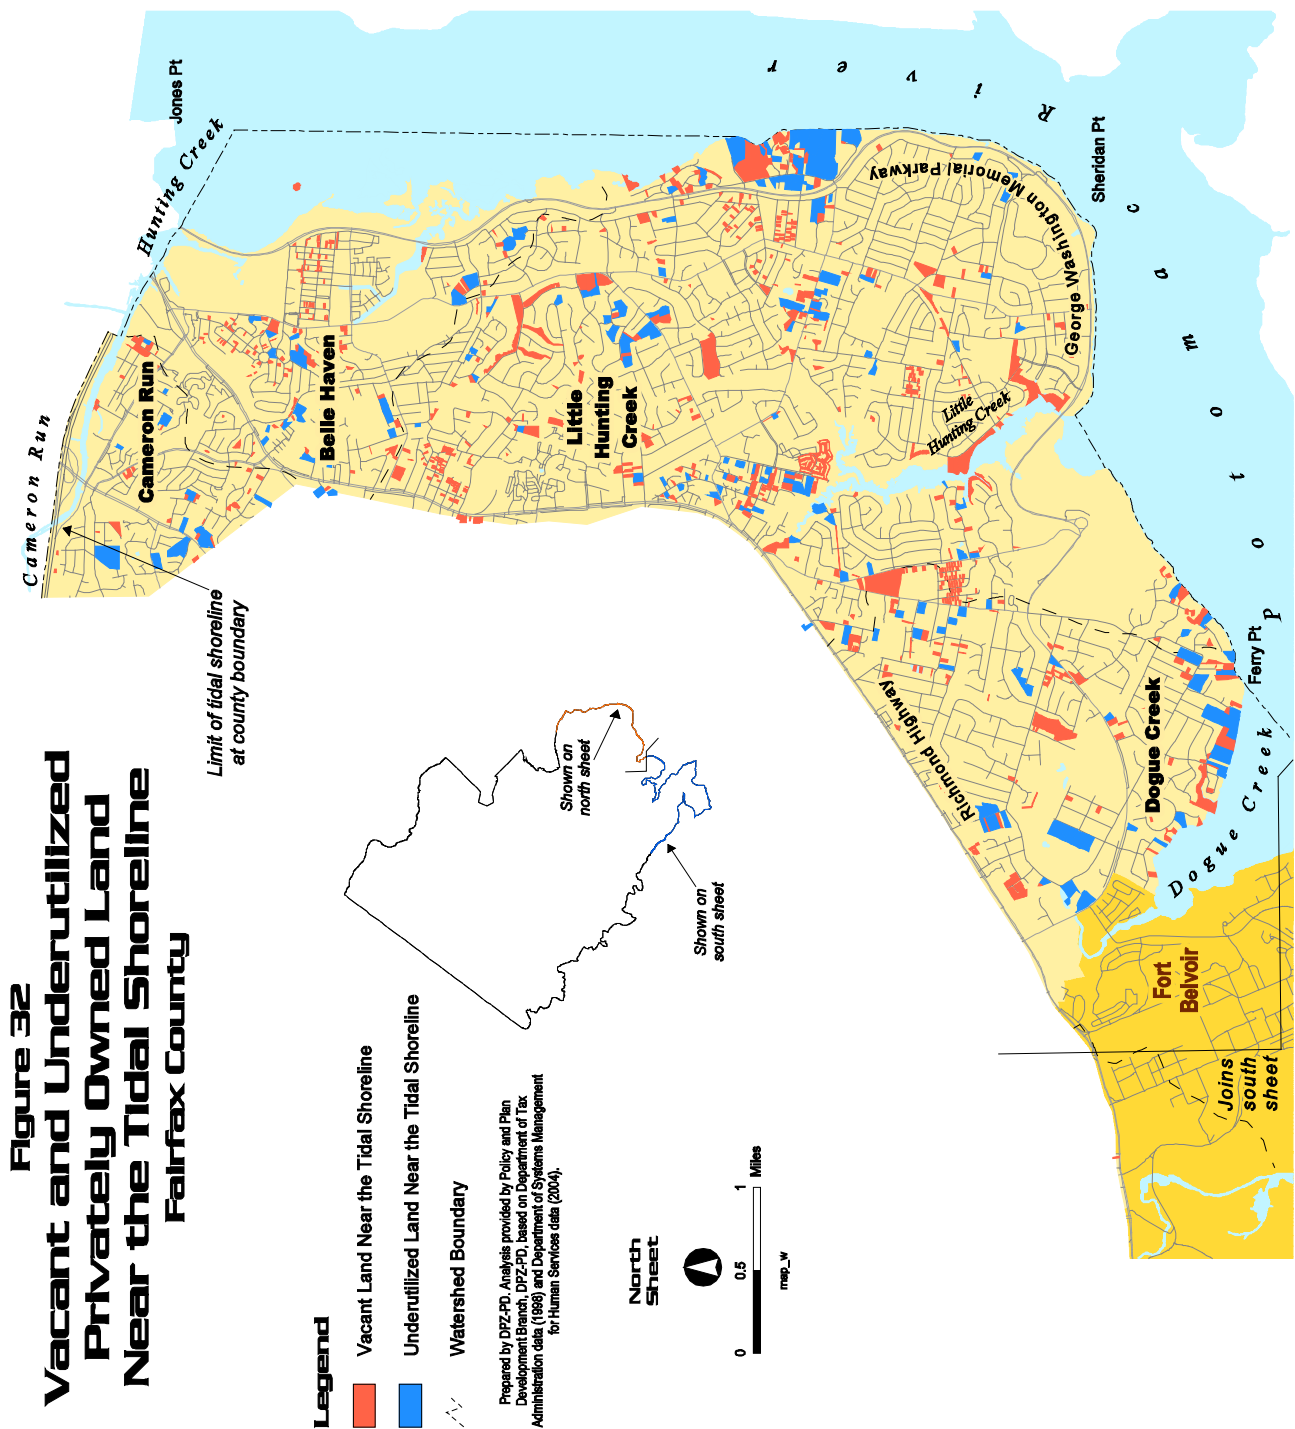 Figure 32
Vacant and Underutilized
Privately Owned Land
Near the Tidal Shoreline
Fairfax County
Legend
Vacant Land Near the Tidal Shoreline
Underutilized Land Near the Tidal Shoreline
Watershed Boundary
Prepared by DPZ-PD. Analysis provided by Policy and Plan
Development Branch, DPZ-PD, based on Department of Tax
Administration data (1998) and Department of Systems Management
for Human Services data (2004).
North
Sheet
0
0.5
1
Miles
map_w
Shown on
north sheet
Shown on
south sheet
Limit of tidal shoreline
at county boundary
Cameron Run
Cameron Run
Hunting Creek
Jones Pt
Belle Haven
Little
Hunting
Creek
Little
Hunting Creek
George Washington Memorial Parkway
Sheridan Pt
Potomac
River
Richmond Highway
Dogue Creek
Ferry Pt
Dogue Creek
Fort
Belvoir
Joins
south
sheet